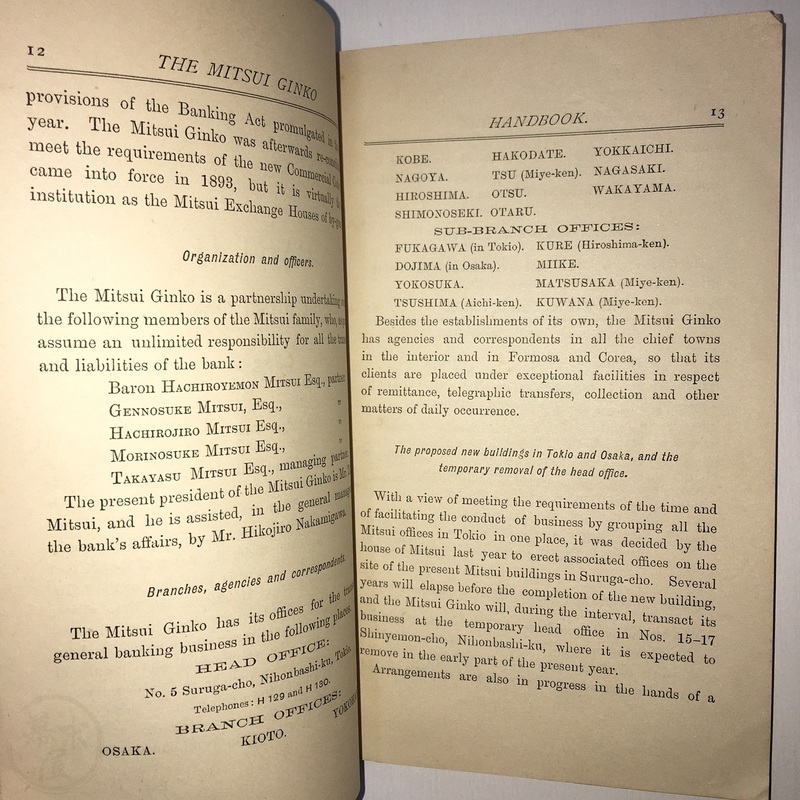 12
THE MITSUI GINKO
provisions of the Banking Act promulgated in
year. The Mitsui Ginko was afterwards
meet the requirements of the new Commercial
came into force in 1893, but it is virtually
institution as the Mitsui Exchange Houses of
Organization and officers.
The Mitsui Ginko is a partnership undertaking
the following members of the Mitsui family, who,
assume an unlimited responsibility for all the
and liabilities of the bank:
Baron HACHIROYEMON MITSUI Esq., partner
GENNOSUKE MITSUI, Esq., "
HACHIROJIRO MITSUI Esq., "
MORINOSUKE MITSUI Esq., "
TAKAYASU MITSUI Esq., managing partner
The present president of the Mitsui Ginko is Mr.
Mitsui, and he is assisted, in the general
the bank's affairs, by Mr. Hikojiro Nakamigawa.
Branches, agencies and correspondents.
The Mitsui Ginko has its offices for the
general banking business in the following places
HEAD OFFICE:
No. 5 Suruga-cho, Nihonbashi-ku, Tokio.
Telephones: H 129 and H 130.
BRANCH OFFICES:
OSAKA. KIOTO.
HANDBOOK. 13
KOBE. HAKODATE. YOKKAICHI.
NAGOYA. TSU (Miye-ken). NAGASAKI.
HIROSHIMA. OTSU. WAKAYAMA.
SHIMONOSEKI. OTARU.
SUB-BRANCH OFFICES:
FUKAGAWA (in Tokio). KURE (Hiroshima-ken).
DOJIMA (in Osaka). MIIKE.
YOKOSUKA. MATSUSAKA (Miye-ken).
TSUSHIMA (Aichi-ken). KUWANA (Miye-ken).
Besides the establishments of its own, the Mitsui Ginko
has agencies and correspondents in all the chief towns
in the interior and in Formosa and Corea, so that its
clients are placed under exceptional facilities in respect
of remittance, telegraphic transfers, collection and other
matters of daily occurrence.
The proposed new buildings in Tokio and Osaka, and the
temporary removal of the head office.
With a view of meeting the requirements of the time and
of facilitating the conduct of business by grouping all the
Mitsui offices in Tokio in one place, it was decided by the
house of Mitsui last year to erect associated offices on the
site of the present Mitsui buildings in Suruga-cho. Several
years will elapse before the completion of the new building,
and the Mitsui Ginko will, during the interval, transact its
business at the temporary head office in Nos. 15-17
Shinyemon-cho, Nihonbashi-ku, where it is expected to
remove in the early part of the present year.
Arrangements are also in progress in the hands of a